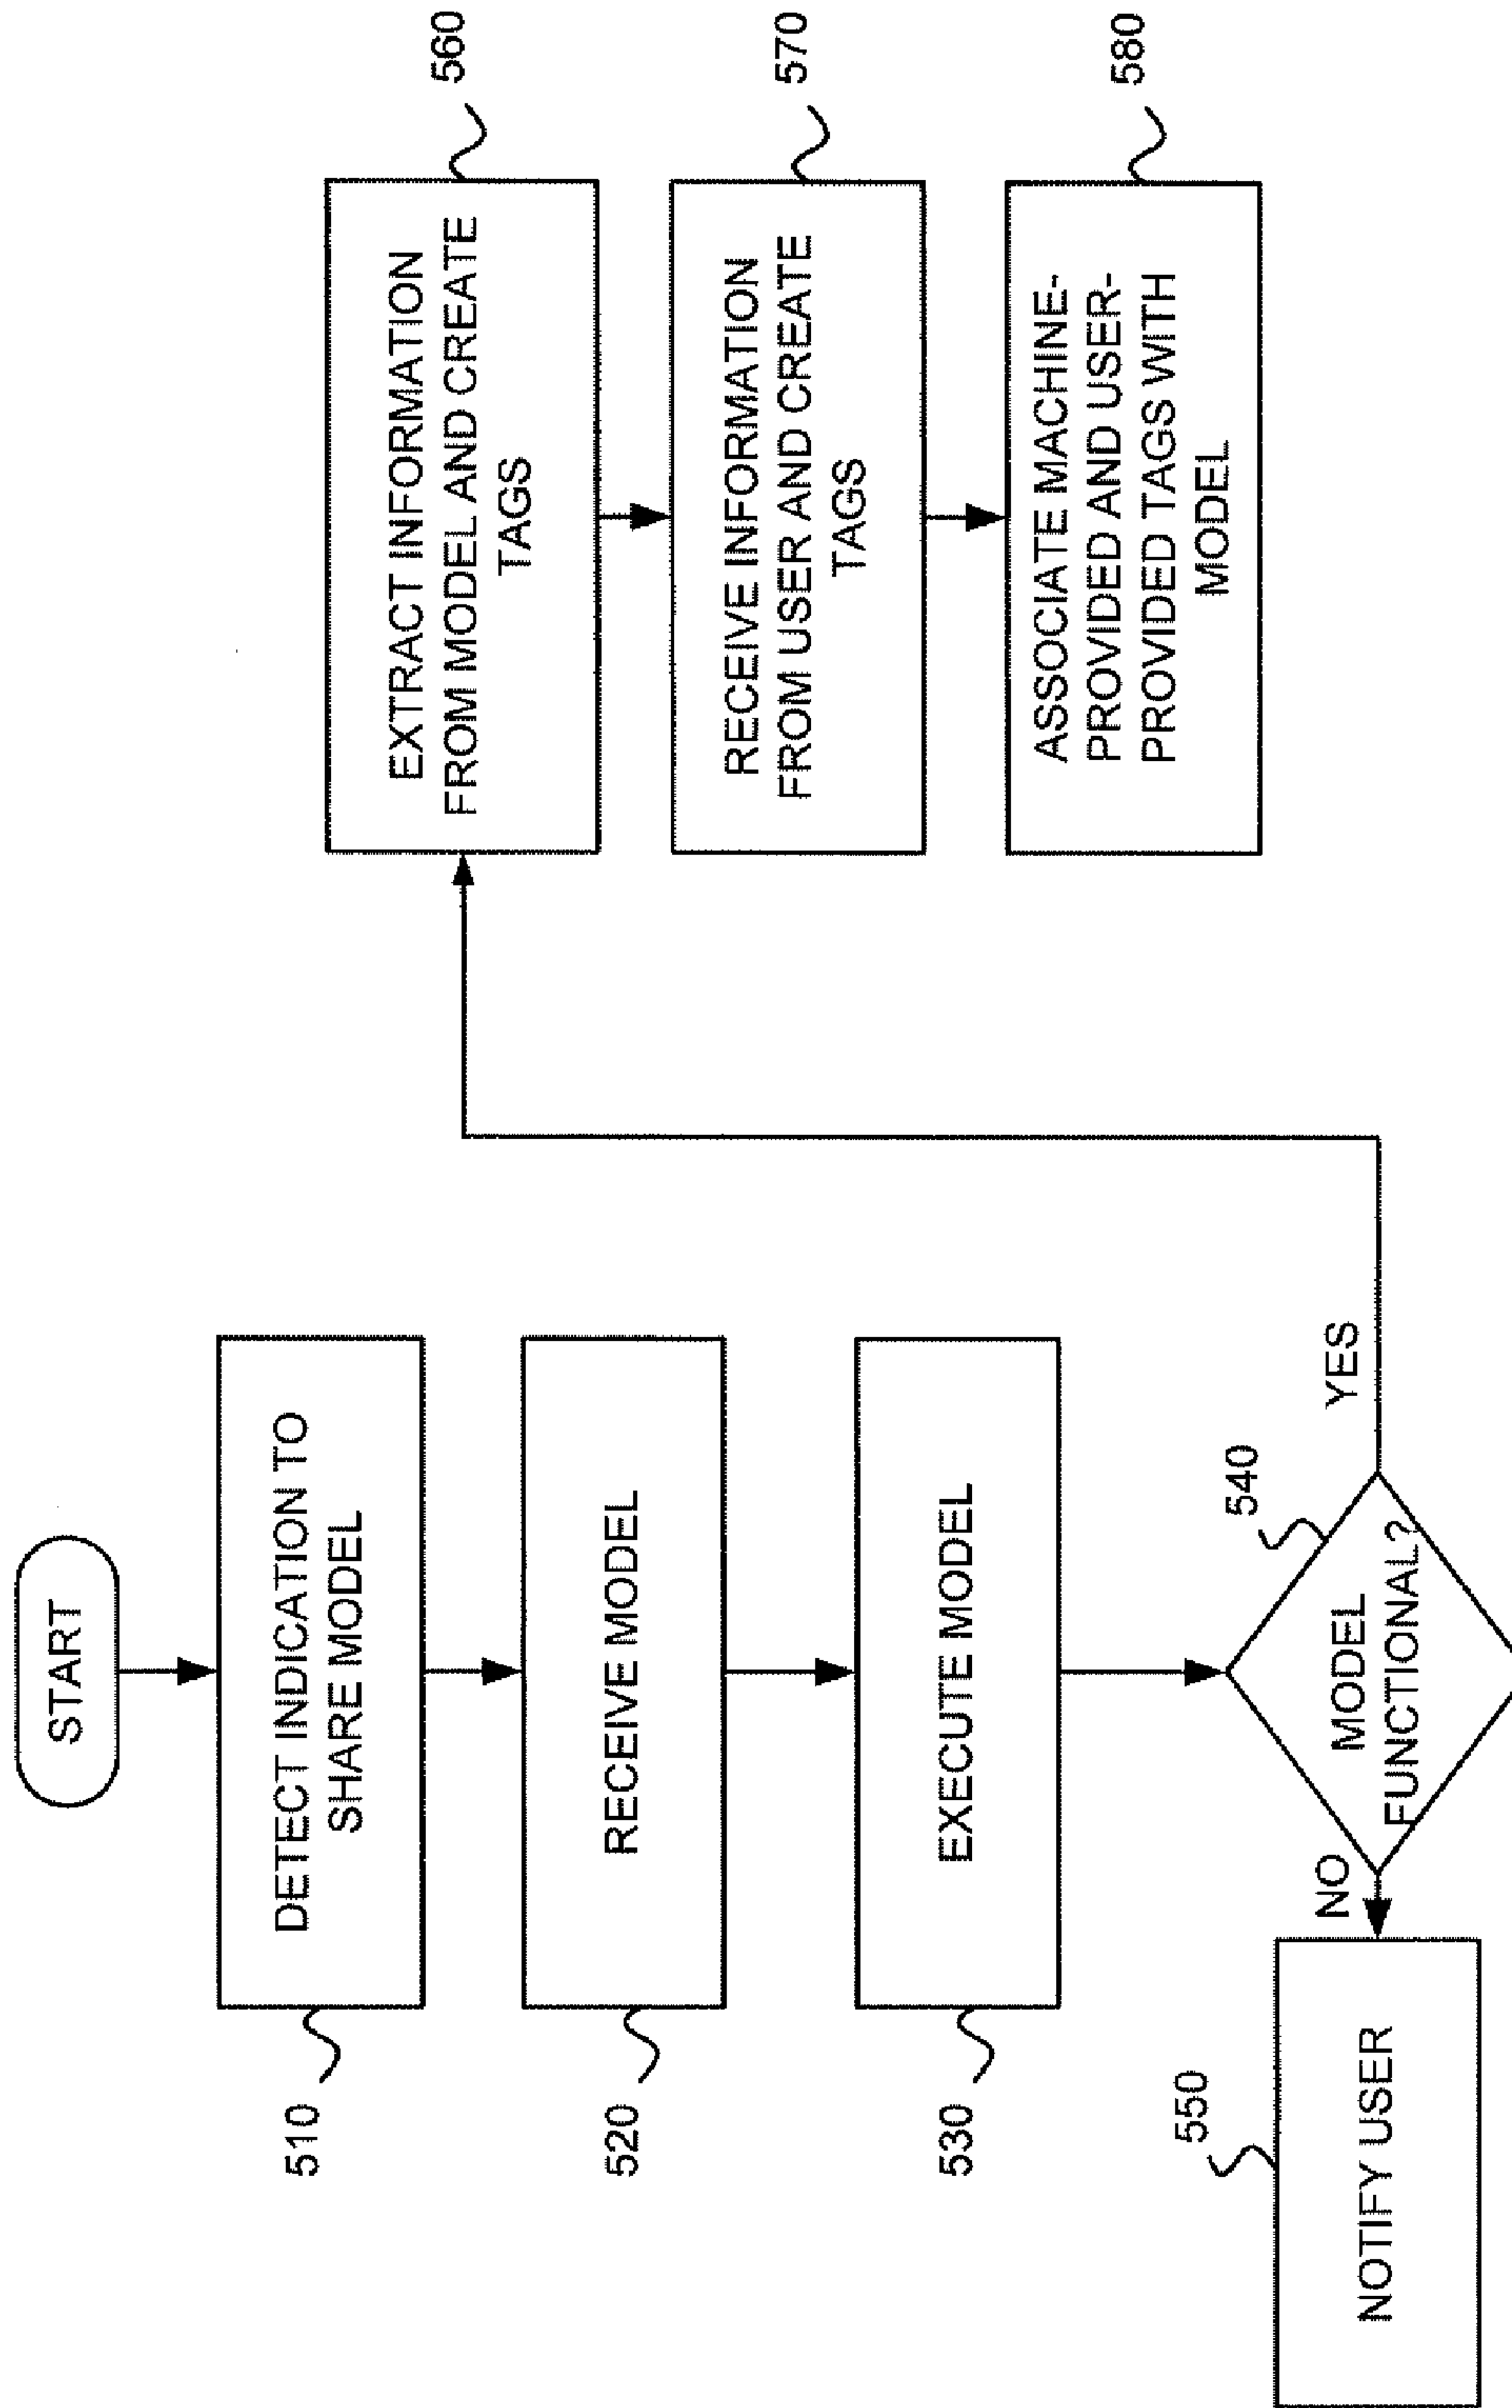 START
510
DETECT INDICATION TO
SHARE MODEL
520
RECEIVE MODEL
530
EXECUTE MODEL
540
MODEL
FUNCTIONAL?
NO
YES
550
NOTIFY USER
560
EXTRACT INFORMATION
FROM MODEL AND CREATE
TAGS
570
RECEIVE INFORMATION
FROM USER AND CREATE
TAGS
580
ASSOCIATE MACHINE-
PROVIDED AND USER-
PROVIDED TAGS WITH
MODEL